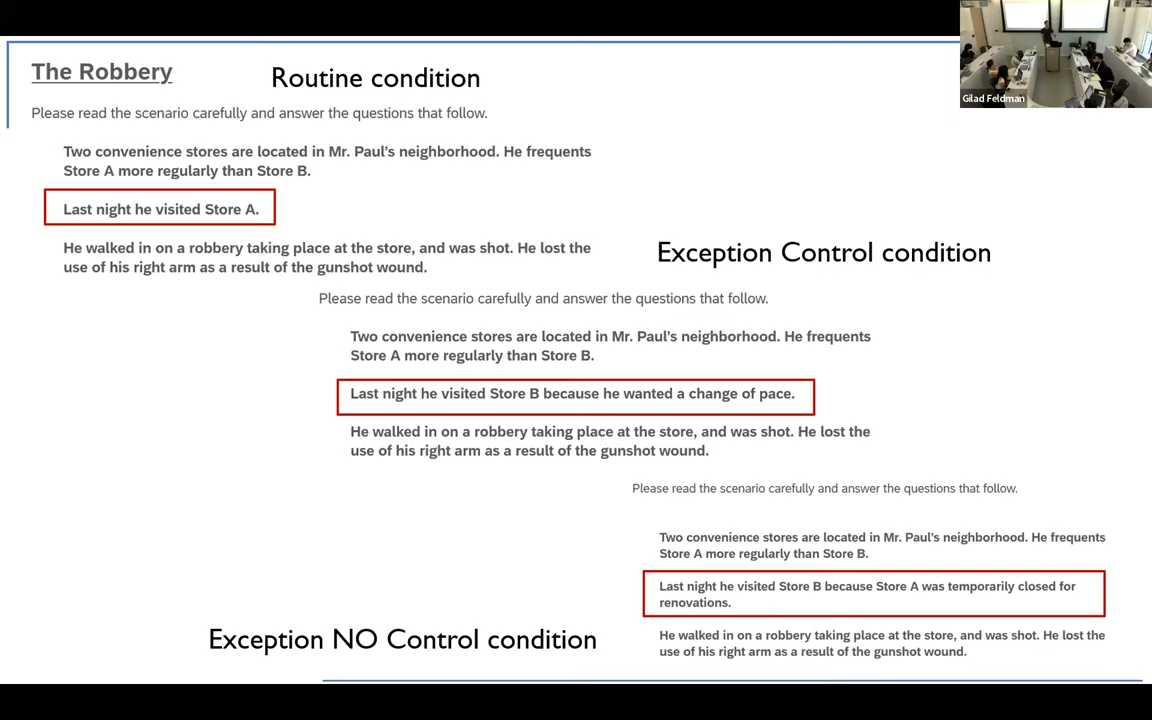 The Robbery
Routine condition
Gilad Feldman
Please read the scenario carefully and answer the questions that follow.
Two convenience stores are located in Mr. Paul's neighborhood. He frequents
Store A more regularly than Store B.
Last night he visited Store A.
He walked in on a robbery taking place at the store, and was shot. He lost the
use of his right arm as a result of the gunshot wound.
Exception Control condition
Please read the scenario carefully and answer the questions that follow.
Two convenience stores are located in Mr. Paul's neighborhood. He frequents
Store A more regularly than Store B.
Last night he visited Store B because he wanted a change of pace.
He walked in on a robbery taking place at the store, and was shot. He lost the
use of his right arm as a result of the gunshot wound.
Exception NO Control condition
Please read the scenario carefully and answer the questions that follow.
Two convenience stores are located in Mr. Paul's neighborhood. He frequents
Store A more regularly than Store B.
Last night he visited Store B because Store A was temporarily closed for
renovations.
He walked in on a robbery taking place at the store, and was shot. He lost the
use of his right arm as a result of the gunshot wound.